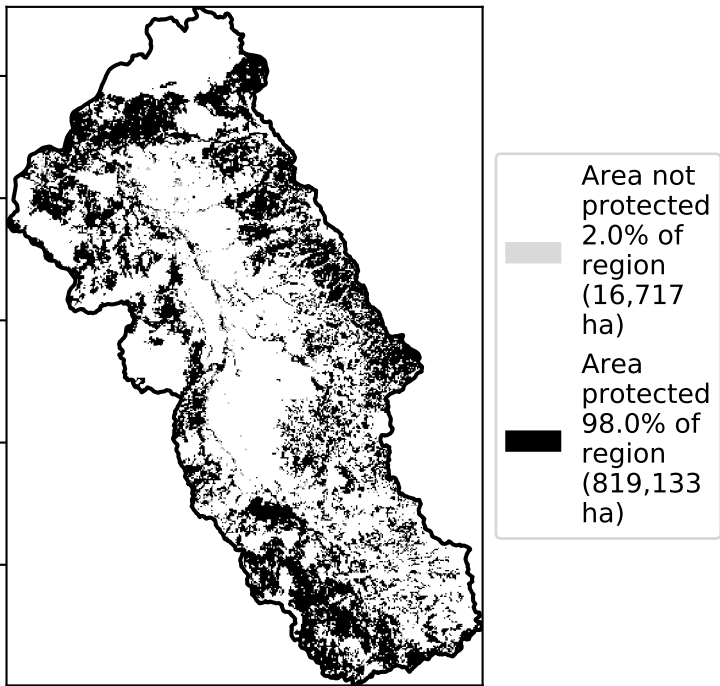 Area not
protected
2.0% of
region
(16,717
ha)
Area
protected
98.0% of
region
(819,133
ha)